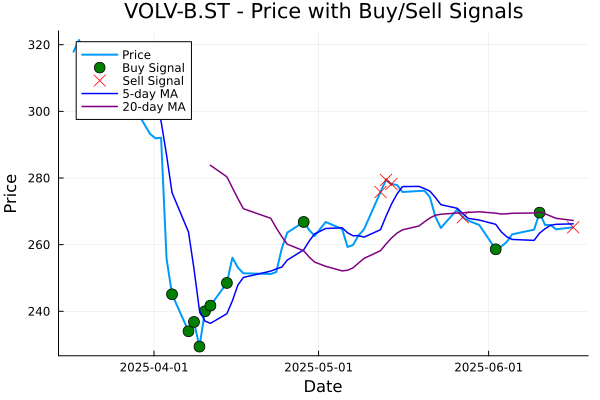 VOLV-B.ST - Price with Buy/Sell Signals
Price
320
300
280
260
240
Price
Buy Signal
Sell Signal
5-day MA
20-day MA
2025-04-01
2025-05-01
2025-06-01
Date